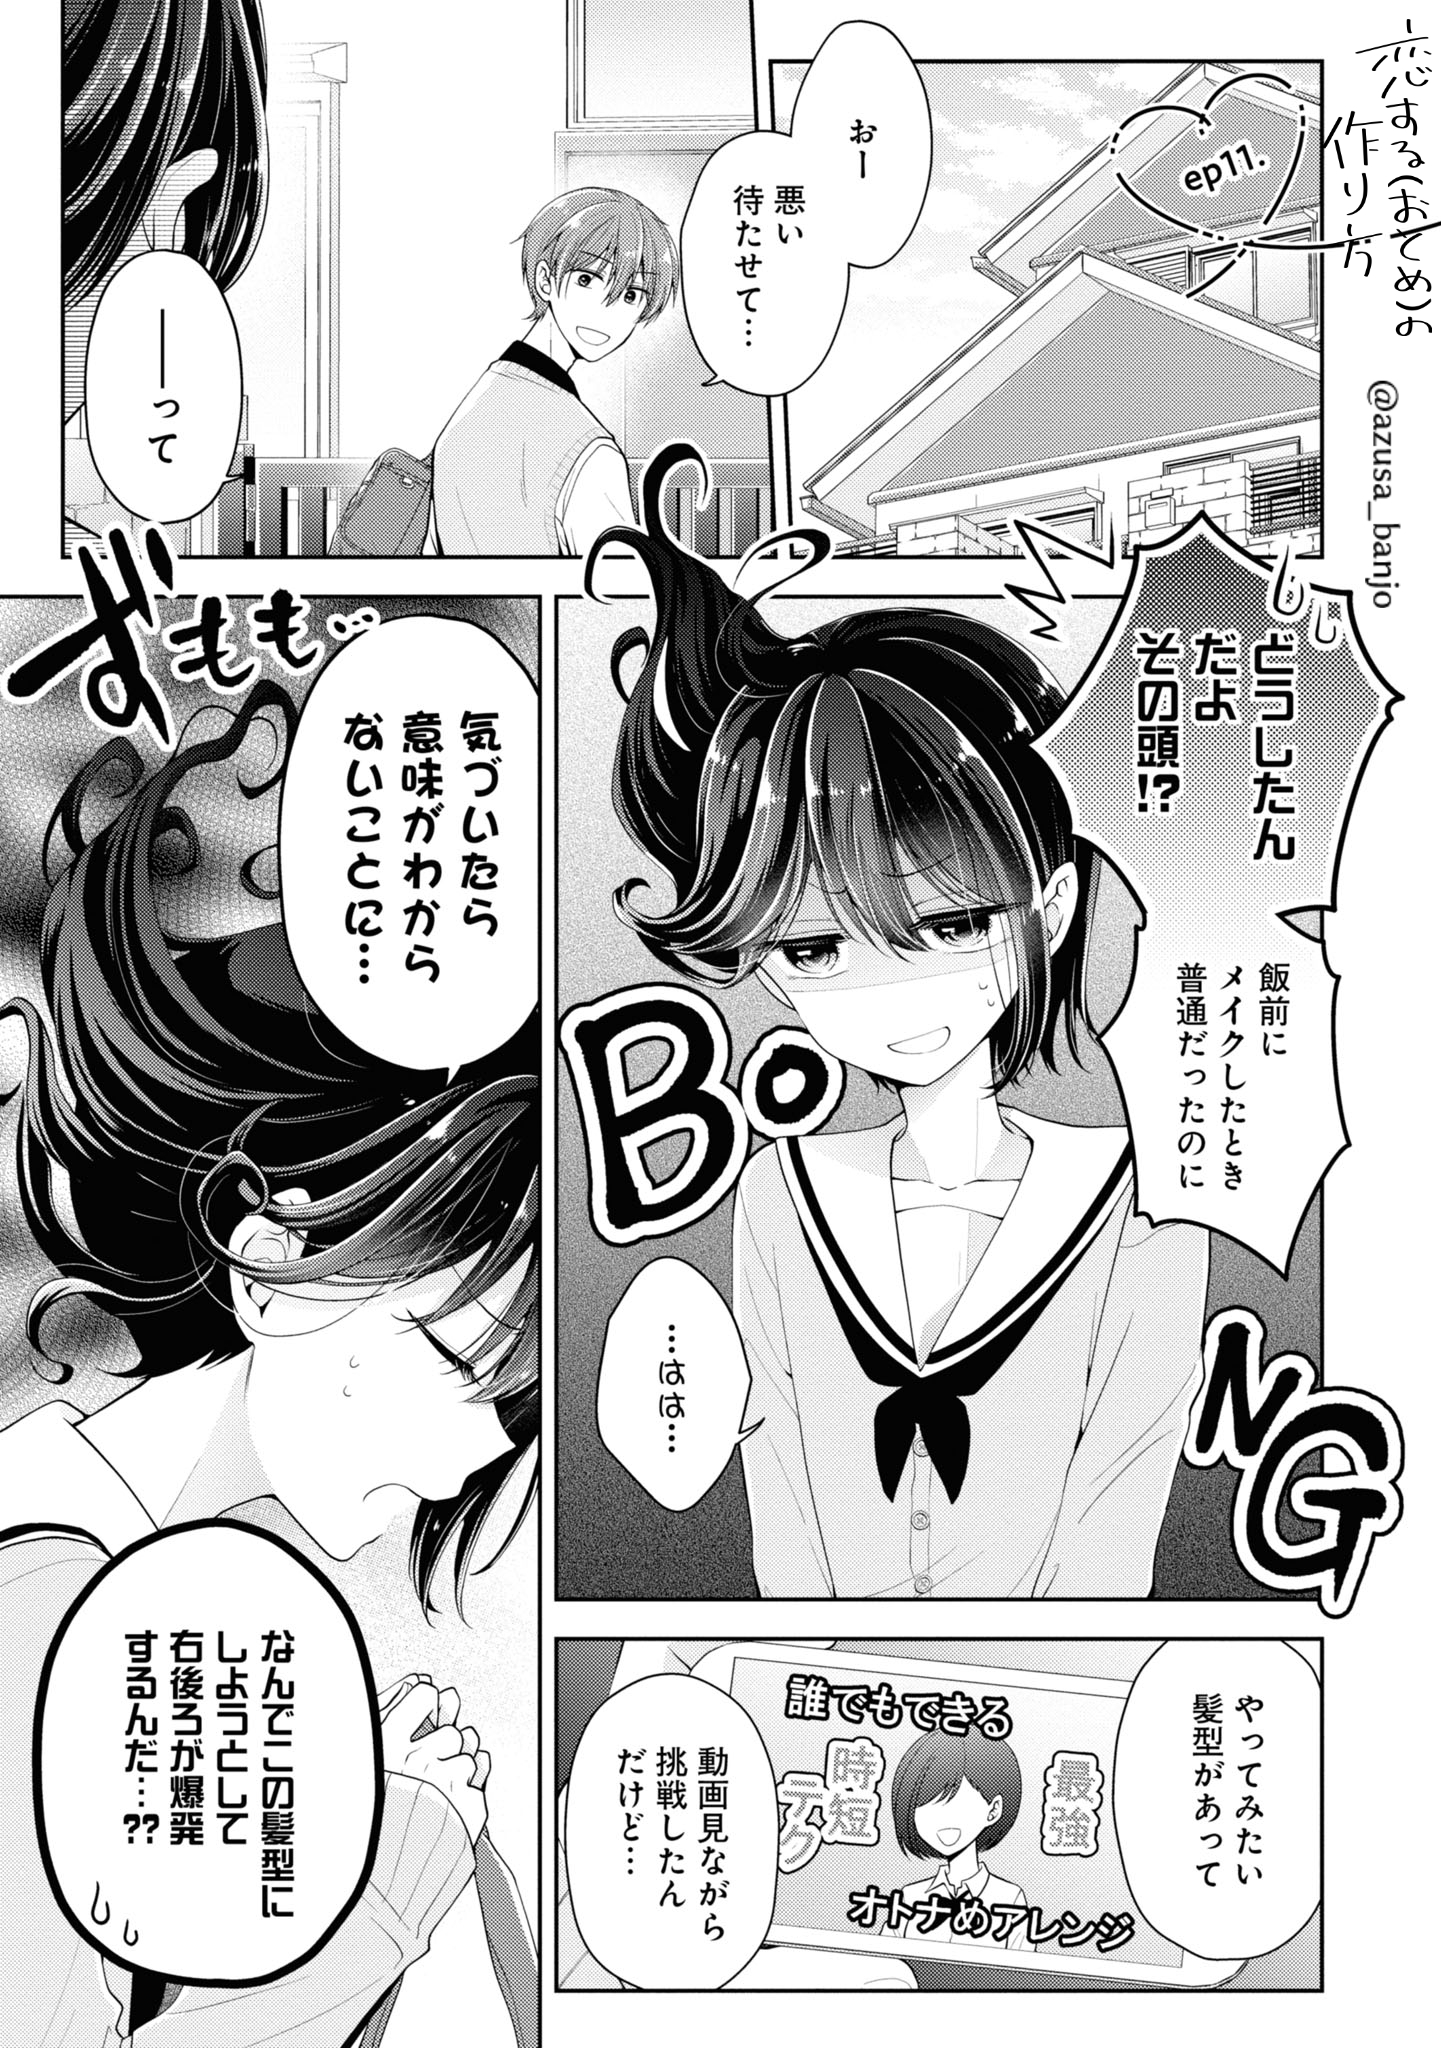 恋する(おとめ)の
作り方
ep11.
@azusa_banjo
おー
悪い
待たせて…
――って
どうしたん
だよ
その頭!?
飯前に
メイクしたとき
普通だったのに
BoNG
…はは…
やってみたい
髪型があって
誰でもできる
最強
時短
テク
オトナめアレンジ
動画見ながら
挑戦したん
だけど…
ずももも…
気づいたら
意味がわから
ないことに…
なんでこの髪型に
しようとして
右後ろが爆発
するんだ…??